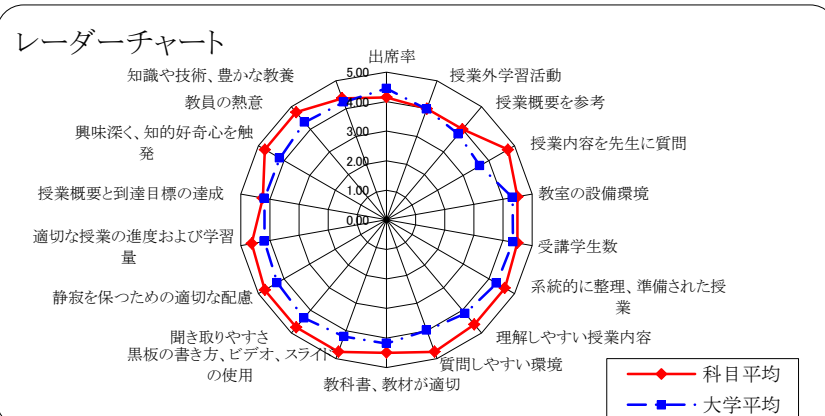 レーダーチャート
出席率
授業外学習活動
授業概要を参考
授業内容を先生に質問
教室の設備環境
受講学生数
系統的に整理、準備された授
業
理解しやすい授業内容
質問しやすい環境
教科書、教材が適切
黒板の書き方、ビデオ、スライド
の使用
聞き取りやすさ
静寂を保つための適切な配慮
適切な授業の進度および学習
量
授業概要と到達目標の達成
興味深く、知的好奇心を触
発
教員の熱意
知識や技術、豊かな教養
5.00
4.00
3.00
2.00
1.00
0.00
科目平均
大学平均